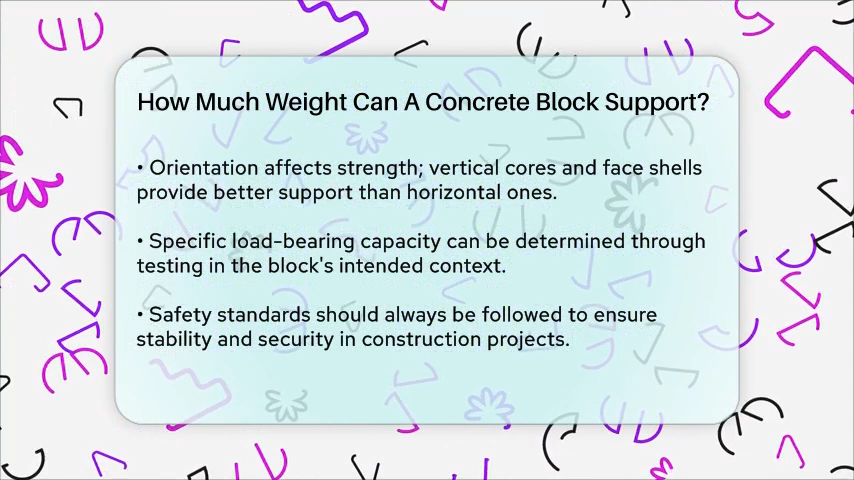 How Much Weight Can A Concrete Block Support?
• Orientation affects strength; vertical cores and face shells
provide better support than horizontal ones.
• Specific load-bearing capacity can be determined through
testing in the block's intended context.
• Safety standards should always be followed to ensure
stability and security in construction projects.